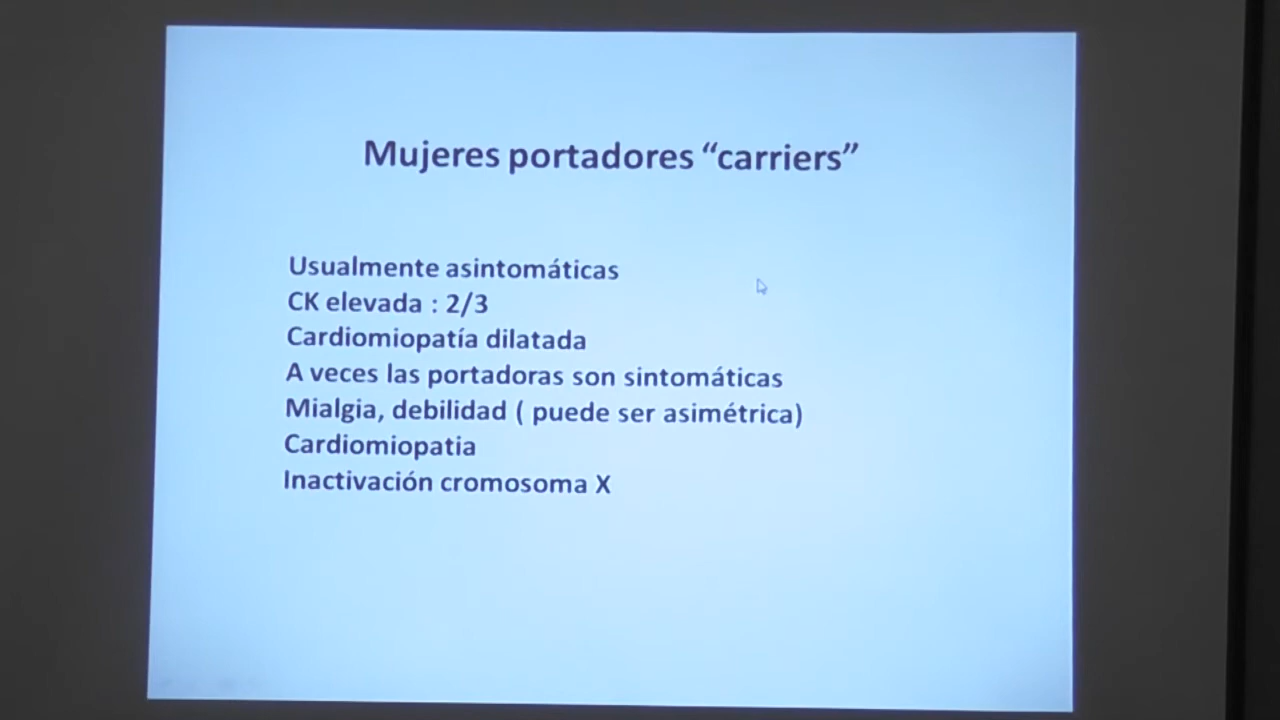 Mujeres portadores “carriers”
Usualmente asintomáticas
CK elevada : 2/3
Cardiomiopatía dilatada
A veces las portadoras son sintomáticas
Mialgia, debilidad ( puede ser asimétrica)
Cardiomiopatia
Inactivación cromosoma X